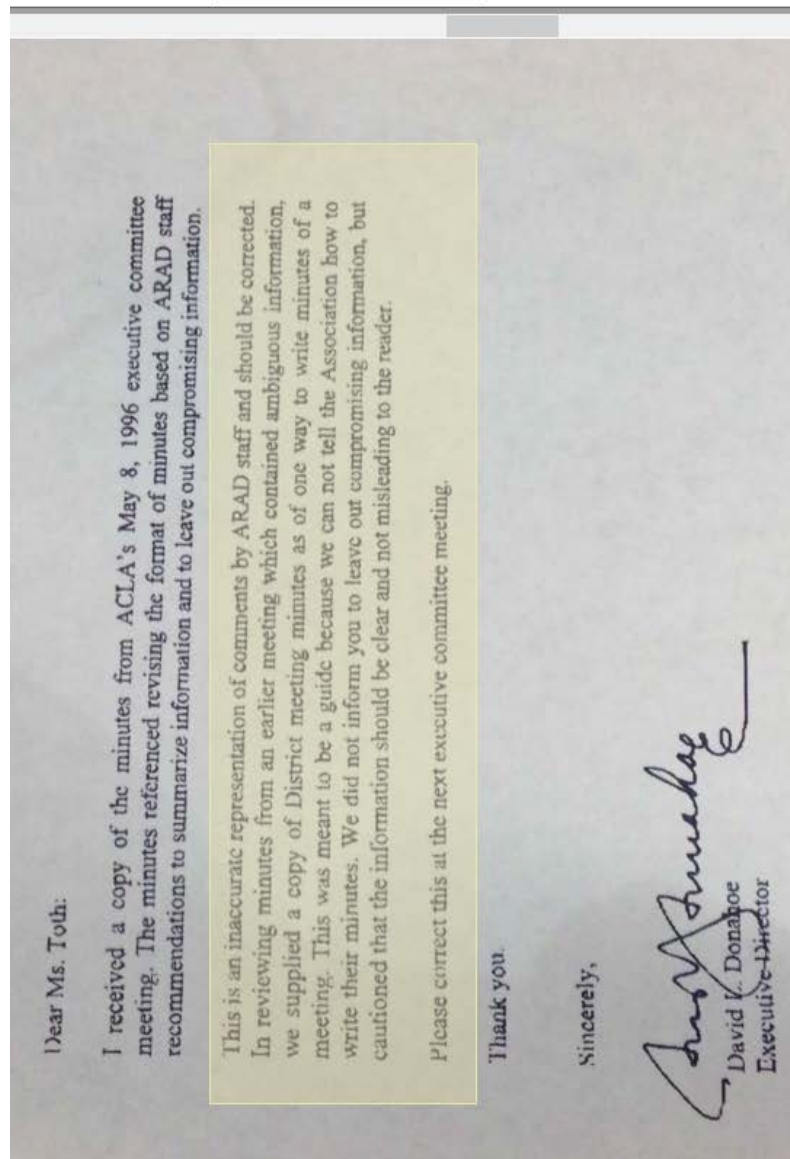 Dear Ms. Toth:
I received a copy of the minutes from ACLA's May 8, 1996 executive committee
meeting. The minutes referenced revising the format of minutes based on ARAD staff
recommendations to summarize information and to leave out compromising information.
This is an inaccurate representation of comments by ARAD staff and should be corrected.
In reviewing minutes from an earlier meeting which contained ambiguous information,
we supplied a copy of District meeting minutes as of one way to write minutes of a
meeting. This was meant to be a guide because we can not tell the Association how to
write their minutes. We did not inform you to leave out compromising information, but
cautioned that the information should be clear and not misleading to the reader.
Please correct this at the next executive committee meeting.
Thank you.
Sincerely,
David L. Donahoe
Executive Director